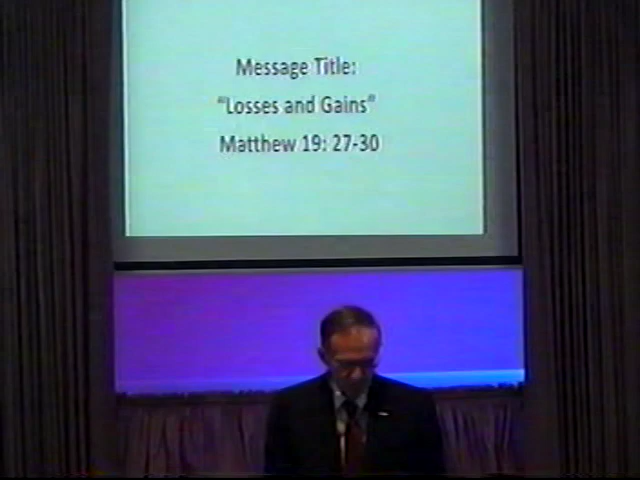 Message Title:
“Losses and Gains”
Matthew 19: 27-30